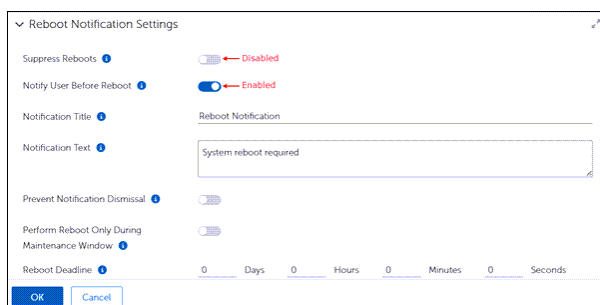 Reboot Notification Settings
Suppress Reboots
Disabled
Notify User Before Reboot
Enabled
Notification Title
Reboot Notification
Notification Text
System reboot required
Prevent Notification Dismissal
Perform Reboot Only During
Maintenance Window
Reboot Deadline 0 Days 0 Hours 0 Minutes 0 Seconds
OK Cancel